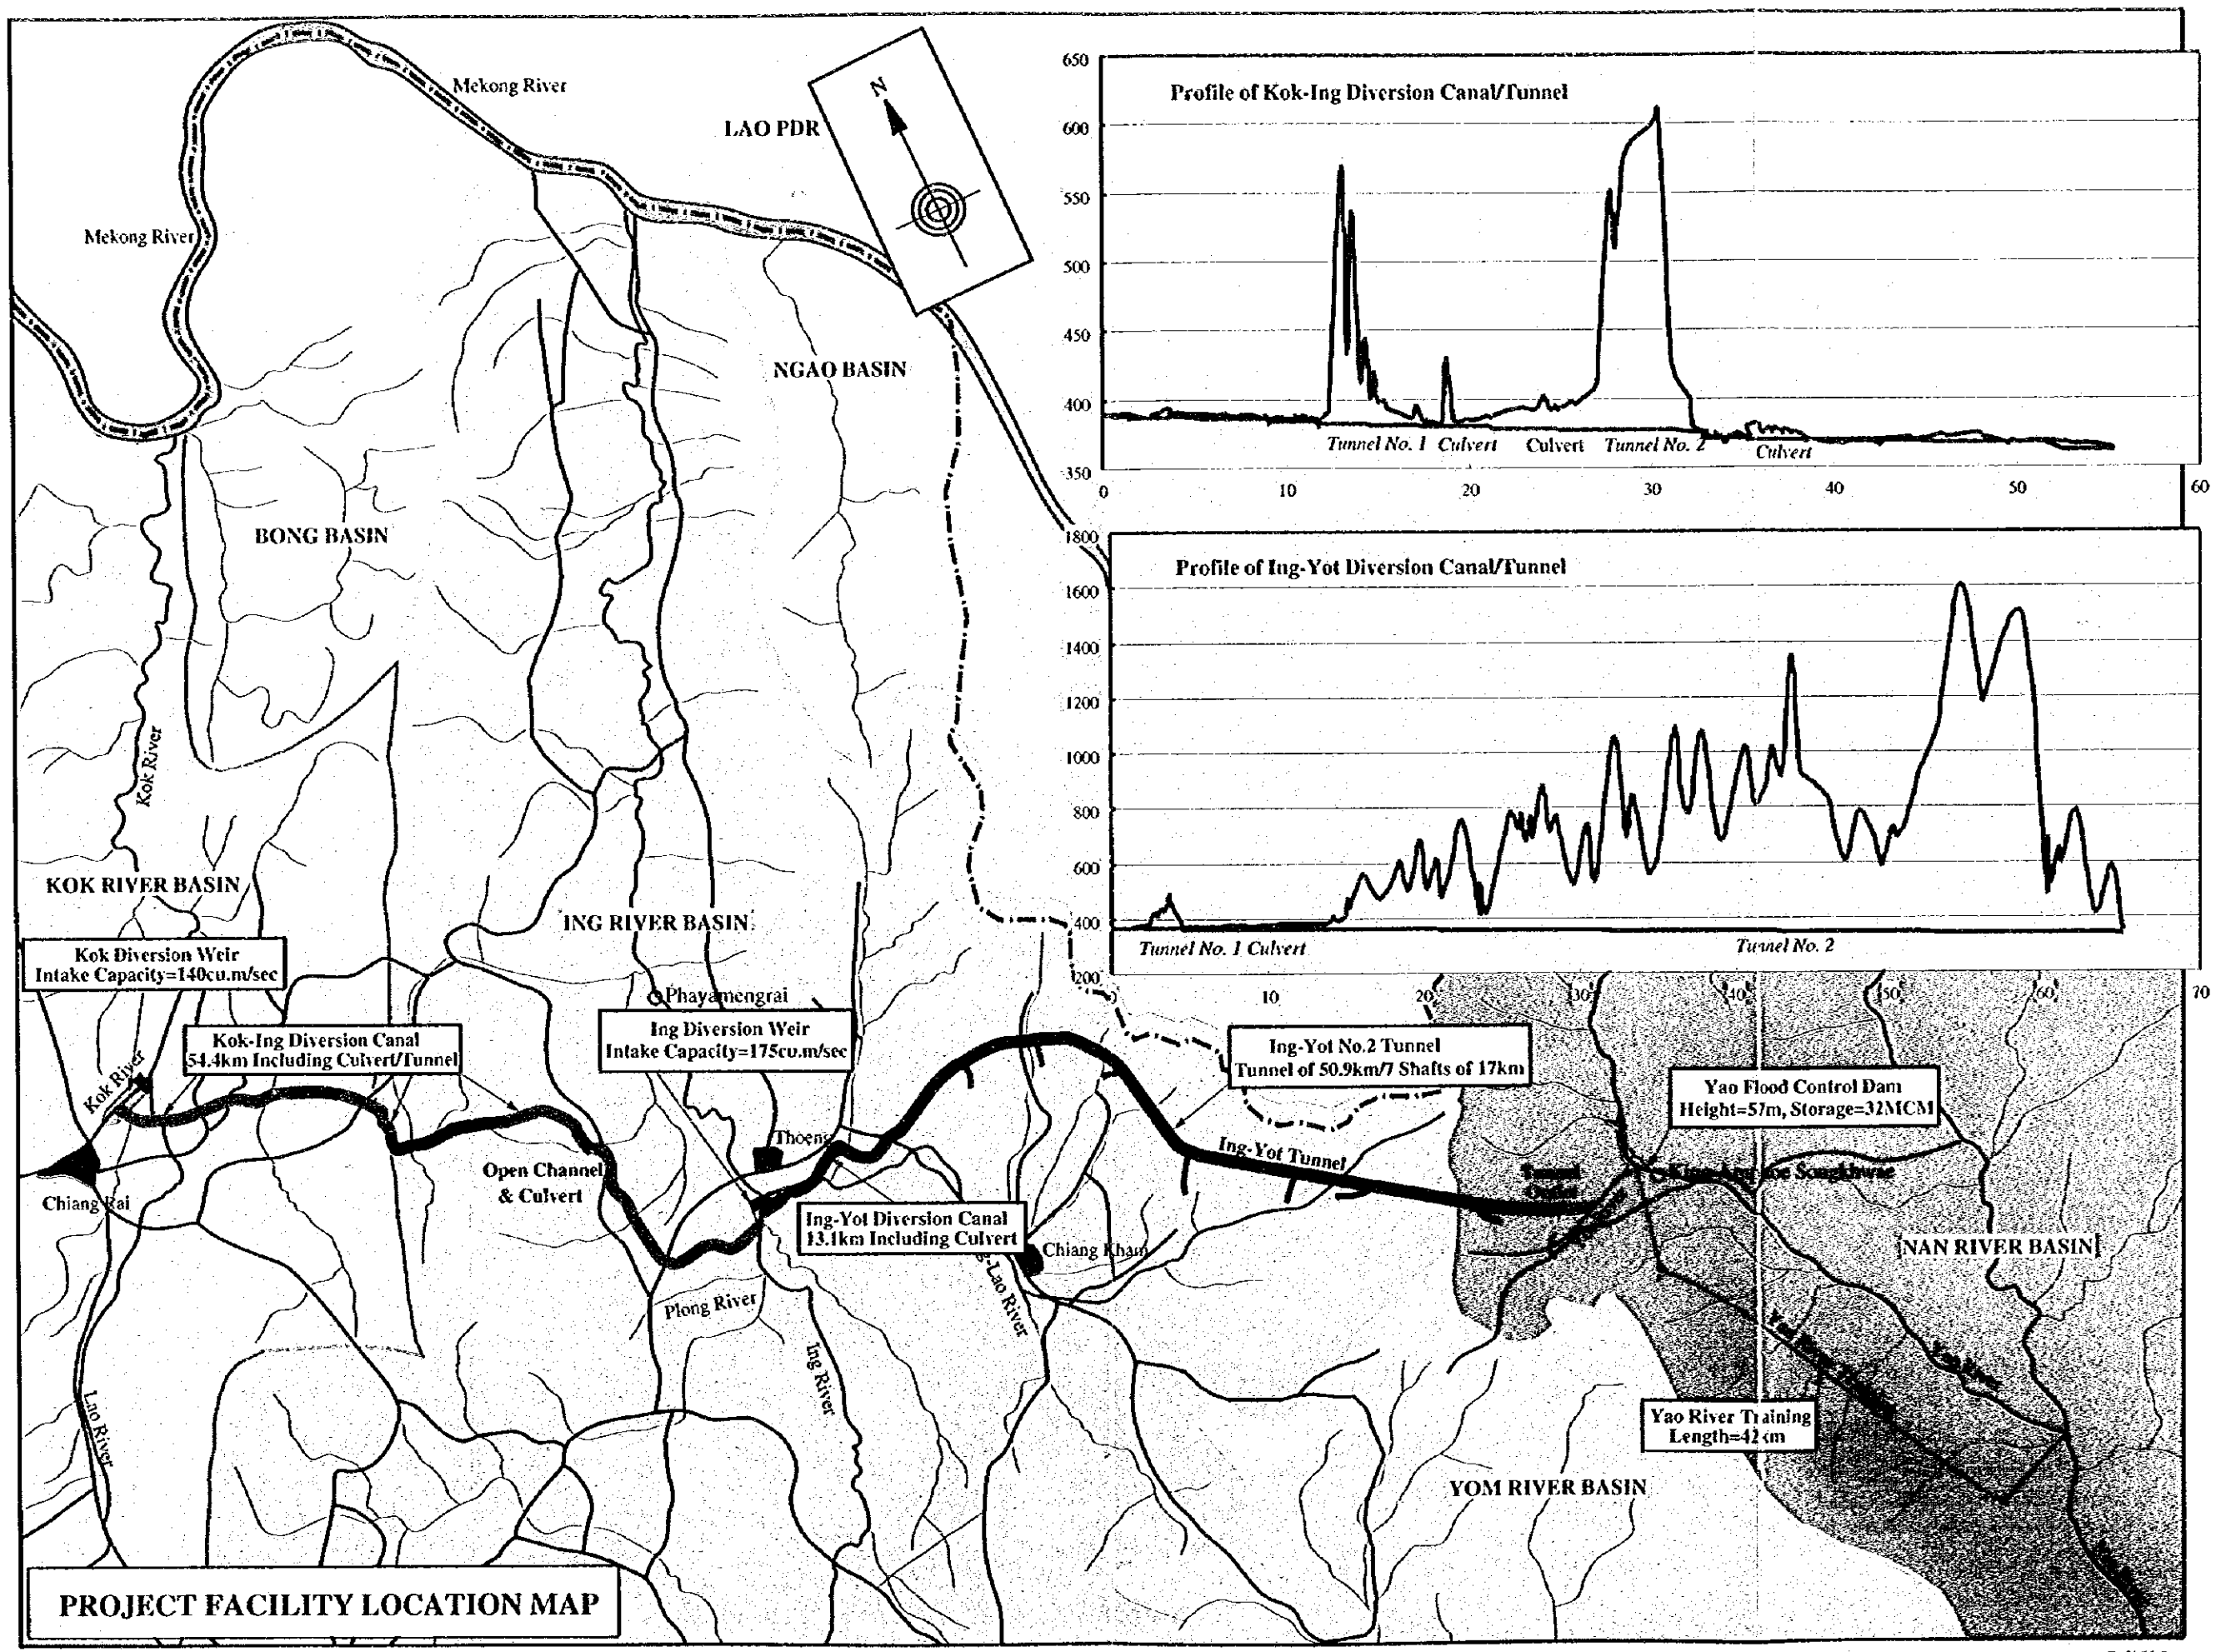 Mekong River
LAO PDR
N
Mekong River
NGAO BASIN
BONG BASIN
Kok River
KOK RIVER BASIN
ING RIVER BASIN
Profile of Kok-Ing Diversion Canal/Tunnel
650
600
550
500
450
400
350
Tunnel No. 1 Culvert Culvert Tunnel No. 2 Culvert
0 10 20 30 40 50 60
Profile of Ing-Yot Diversion Canal/Tunnel
1800
1600
1400
1200
1000
800
600
400
200
Tunnel No. 1 Culvert Tunnel No. 2
0 10 20 30 40 50 60 70
Kok Diversion Weir
Intake Capacity=140cu.m/sec
Phayamengrai
Kok-Ing Diversion Canal
54.4km Including Culvert/Tunnel
Ing Diversion Weir
Intake Capacity=175cu.m/sec
Ing-Yot No.2 Tunnel
Tunnel of 50.9km/7 Shafts of 17km
Yao Flood Control Dam
Height=57m, Storage=32MCM
Kok River
Thoeng
Ing-Yot Tunnel
Open Channel
& Culvert
Tunnel
Outlet
Songkhwae
Chiang Rai
Ing-Yot Diversion Canal
13.1km Including Culvert
Chiang Kham
NAN RIVER BASIN
Plong River
-Lao River
Ing River
Lao River
Yao River
Yao River Training
Length=42km
YOM RIVER BASIN
PROJECT FACILITY LOCATION MAP